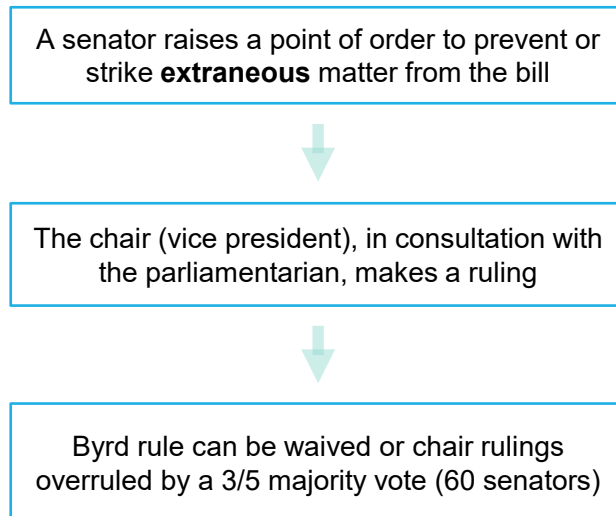 A senator raises a point of order to prevent or
strike extraneous matter from the bill
The chair (vice president), in consultation with
the parliamentarian, makes a ruling
Byrd rule can be waived or chair rulings
overruled by a 3/5 majority vote (60 senators)